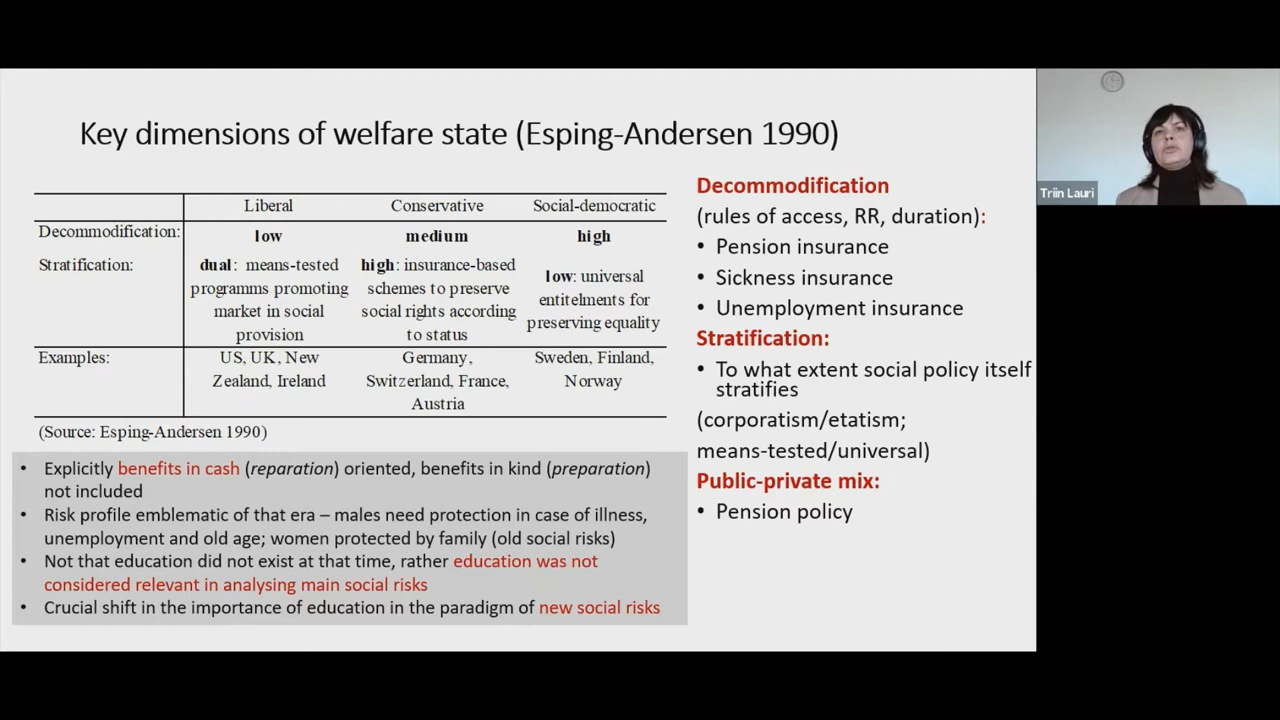 Key dimensions of welfare state (Esping-Andersen 1990)
Liberal Conservative Social-democratic
Decommodification: low medium high
Stratification: dual: means-tested programms promoting market in social provision
high: insurance-based schemes to preserve social rights according to status
low: universal entitelments for preserving equality
Examples: US, UK, New Zealand, Ireland
Germany, Switzerland, France, Austria
Sweden, Finland, Norway
(Source: Esping-Andersen 1990)
• Explicitly benefits in cash (reparation) oriented, benefits in kind (preparation)
not included
• Risk profile emblematic of that era – males need protection in case of illness,
unemployment and old age; women protected by family (old social risks)
• Not that education did not exist at that time, rather education was not
considered relevant in analysing main social risks
• Crucial shift in the importance of education in the paradigm of new social risks
Decommodification
(rules of access, RR, duration):
• Pension insurance
• Sickness insurance
• Unemployment insurance
Stratification:
• To what extent social policy itself
stratifies
(corporatism/etatism;
means-tested/universal)
Public-private mix:
• Pension policy
Triin Lauri